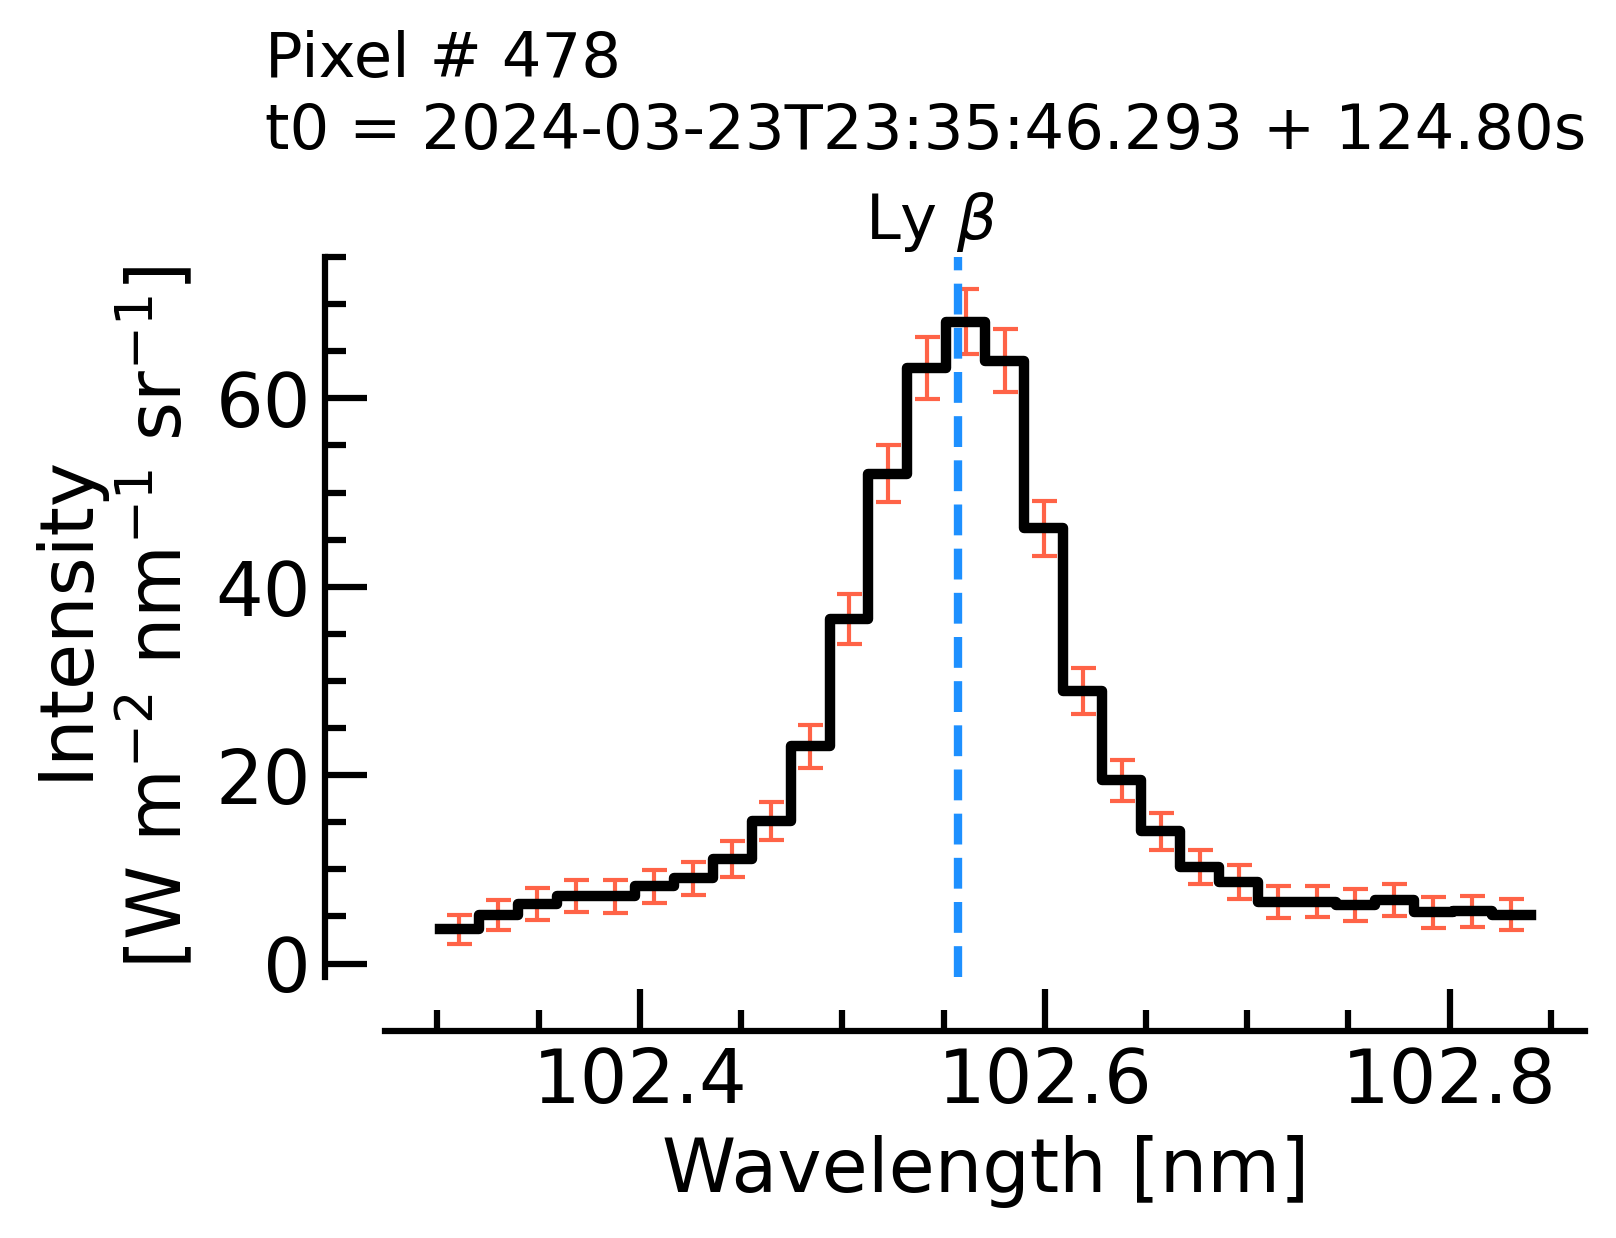 Pixel # 478
t0 = 2024-03-23T23:35:46.293 + 124.80s
Ly β
Intensity
[W m⁻² nm⁻¹ sr⁻¹]
60
40
20
0
102.4 102.6 102.8
Wavelength [nm]